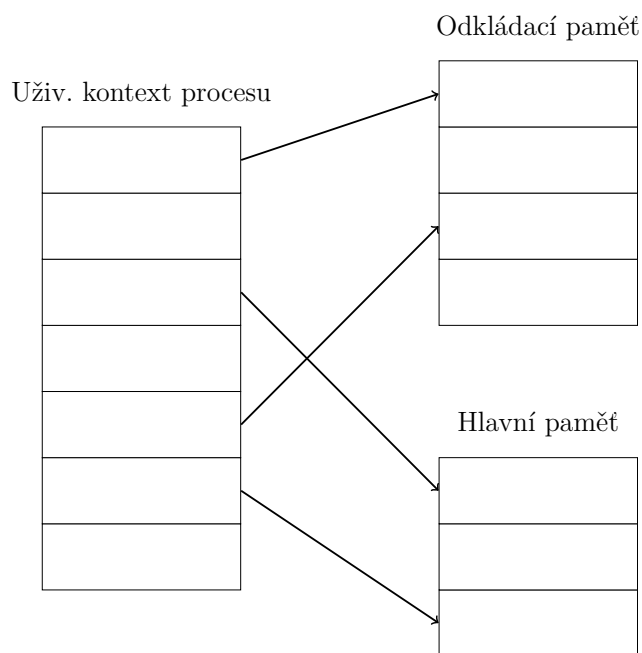 Odkládací paměť
Uživ. kontext procesu
Hlavní paměť